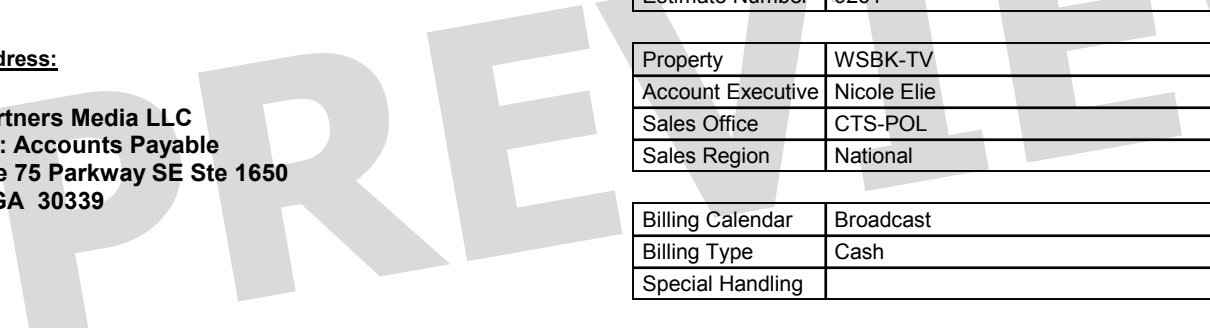 Estimate Number
dress:
Property WSBK-TV
Account Executive Nicole Elie
rtners Media LLC
: Accounts Payable
Sales Office CTS-POL
e 75 Parkway SE Ste 1650
Sales Region National
GA 30339
Billing Calendar Broadcast
Billing Type Cash
Special Handling
PREVIE